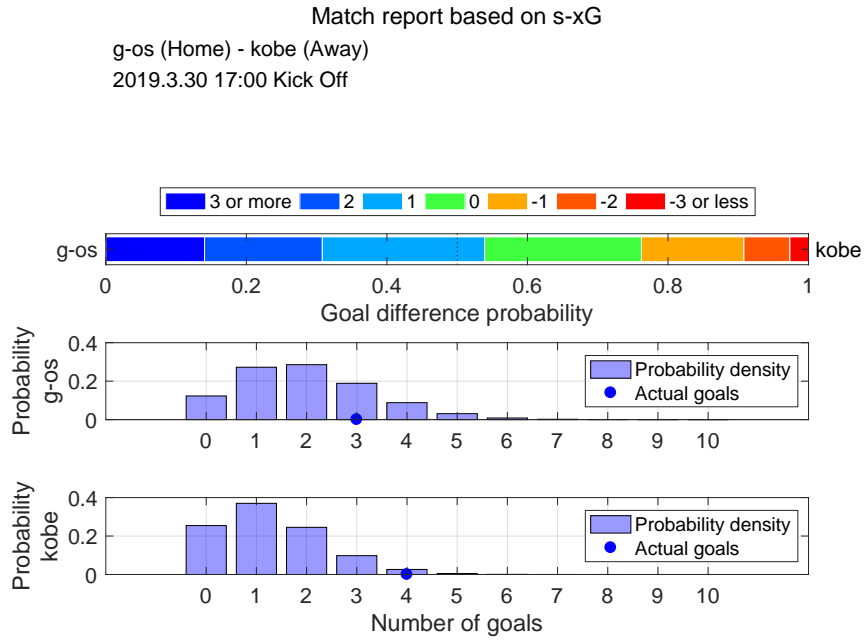 Match report based on s-xG
g-os (Home) - kobe (Away)
2019.3.30 17:00 Kick Off
3 or more 2 1 0 -1 -2 -3 or less
g-os kobe
0 0.2 0.4 0.6 0.8 1
Goal difference probability
Probability
g-os
0.4
0.2
0
Probability density
Actual goals
0 1 2 3 4 5 6 7 8 9 10
Probability
kobe
0.4
0.2
0
Probability density
Actual goals
0 1 2 3 4 5 6 7 8 9 10
Number of goals